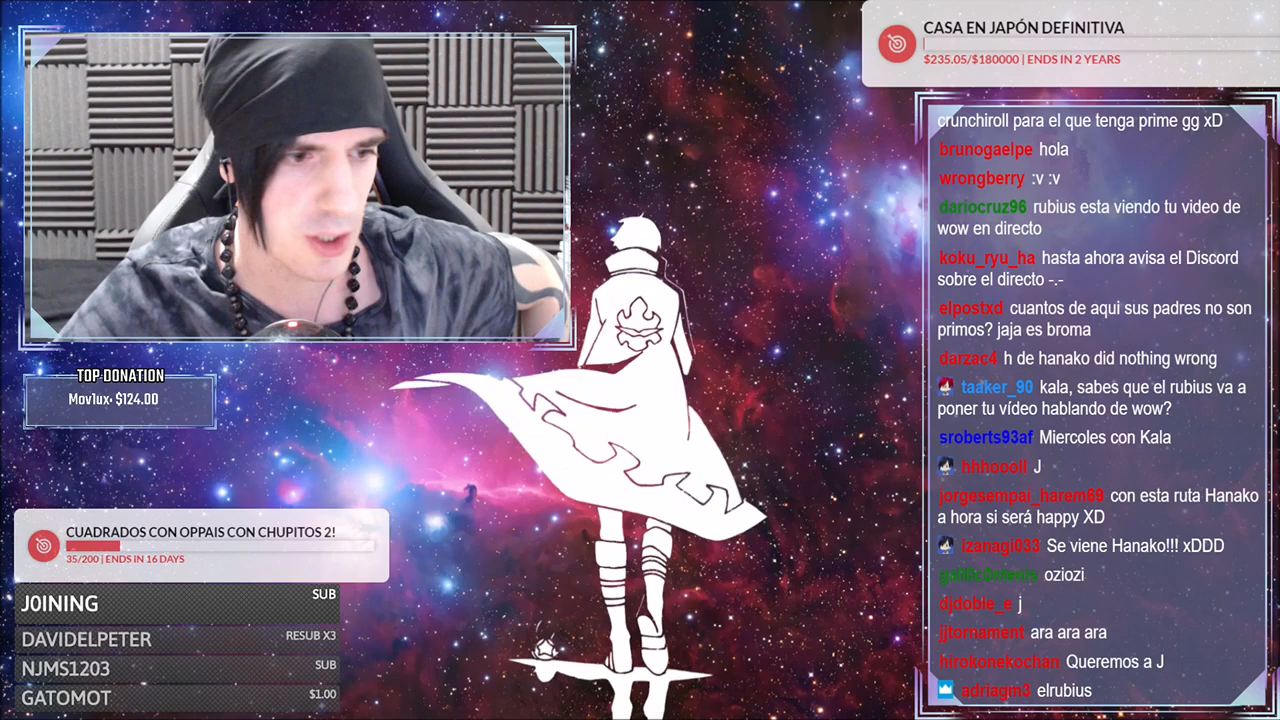 CASA EN JAPÓN DEFINITIVA
$235.05/$180000 | ENDS IN 2 YEARS
crunchiroll para el que tenga prime gg xD
brunogaelpe hola
wrongberry :v :v
dariocruz96 rubius esta viendo tu video de
wow en directo
koku_ryu_ha hasta ahora avisa el Discord
sobre el directo -.-
elpostxd cuantos de aqui sus padres no son
primos? jaja es broma
darzac4 h de hanako did nothing wrong
taaker_90 kala, sabes que el rubius va a
poner tu vídeo hablando de wow?
sroberts93af Miercoles con Kala
hhhoooll J
jorgesempai_harem69 con esta ruta Hanako
a hora si será happy XD
izanagi033 Se viene Hanako!!! xDDD
oziozi
djdoble_e j
jjtornament ara ara ara
hirokonekochan Queremos a J
adriagm3 elrubius
TOP DONATION
Mov1ux: $124.00
CUADRADOS CON OPPAIS CON CHUPITOS 2!
35/200 | ENDS IN 16 DAYS
J0INING SUB
DAVIDELPETER RESUB X3
NJMS1203 SUB
GATOMOT $1.00